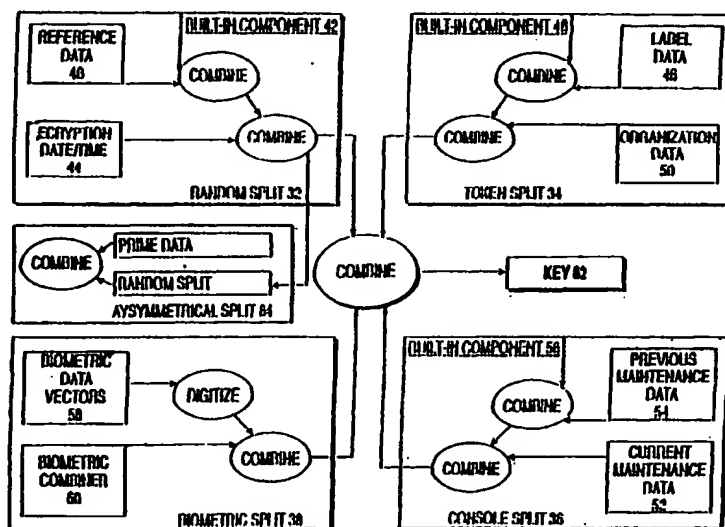 BUILT-IN COMPONENT 42
REFERENCE
DATA
40
COMBINE
ECRYPTION
DATE/TIME
44
COMBINE
RANDOM SPLIT 32
BUILT-IN COMPONENT
COMBINE
LABEL
DATA
46
COMBINE
ORGANIZATION
DATA
50
TOKEN SPLIT 34
COMBINE
PRIME DATA
RANDOM SPLIT
AYSYMMETRICAL SPLIT 64
COMBINE
KEY 62
BIOMETRIC
DATA
VECTORS
58
DIGITIZE
BIOMETRIC
COMBINER
60
COMBINE
BIOMETRIC SPLIT 38
BUILT-IN COMPONENT 56
COMBINE
PREVIOUS
MAINTENANCE
DATA
54
COMBINE
CURRENT
MAINTENANCE
DATA
52
CONSOLE SPLIT 36